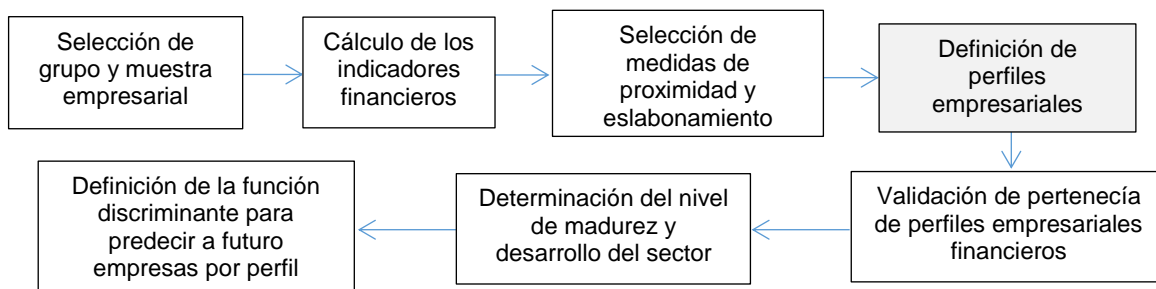 Selección de
grupo y muestra
empresarial
Cálculo de los
indicadores
financieros
Selección de
medidas de
proximidad y
eslabonamiento
Definición de
perfiles
empresariales
Validación de pertenecía
de perfiles empresariales
financieros
Determinación del nivel
de madurez y
desarrollo del sector
Definición de la función
discriminante para
predecir a futuro
empresas por perfil